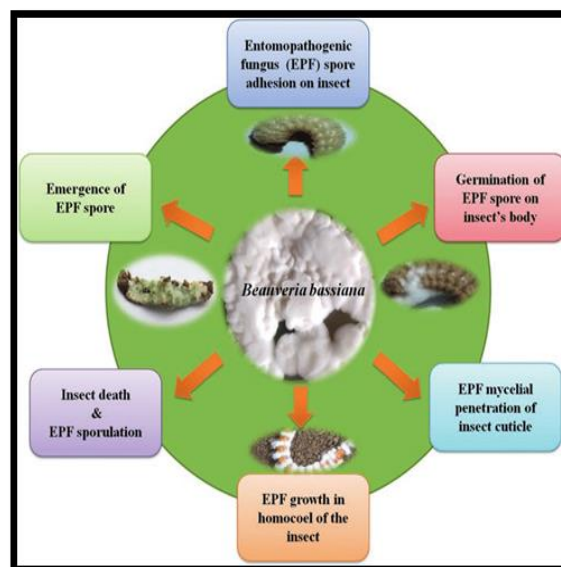 Entomopathogenic
fungus (EPF) spore
adhesion on insect
Emergence of
EPF spore
Germination of
EPF spore on
insect's body
Beauveria bassiana
Insect death
&
EPF sporulation
EPF mycelial
penetration of
insect cuticle
EPF growth in
homocoel of the
insect